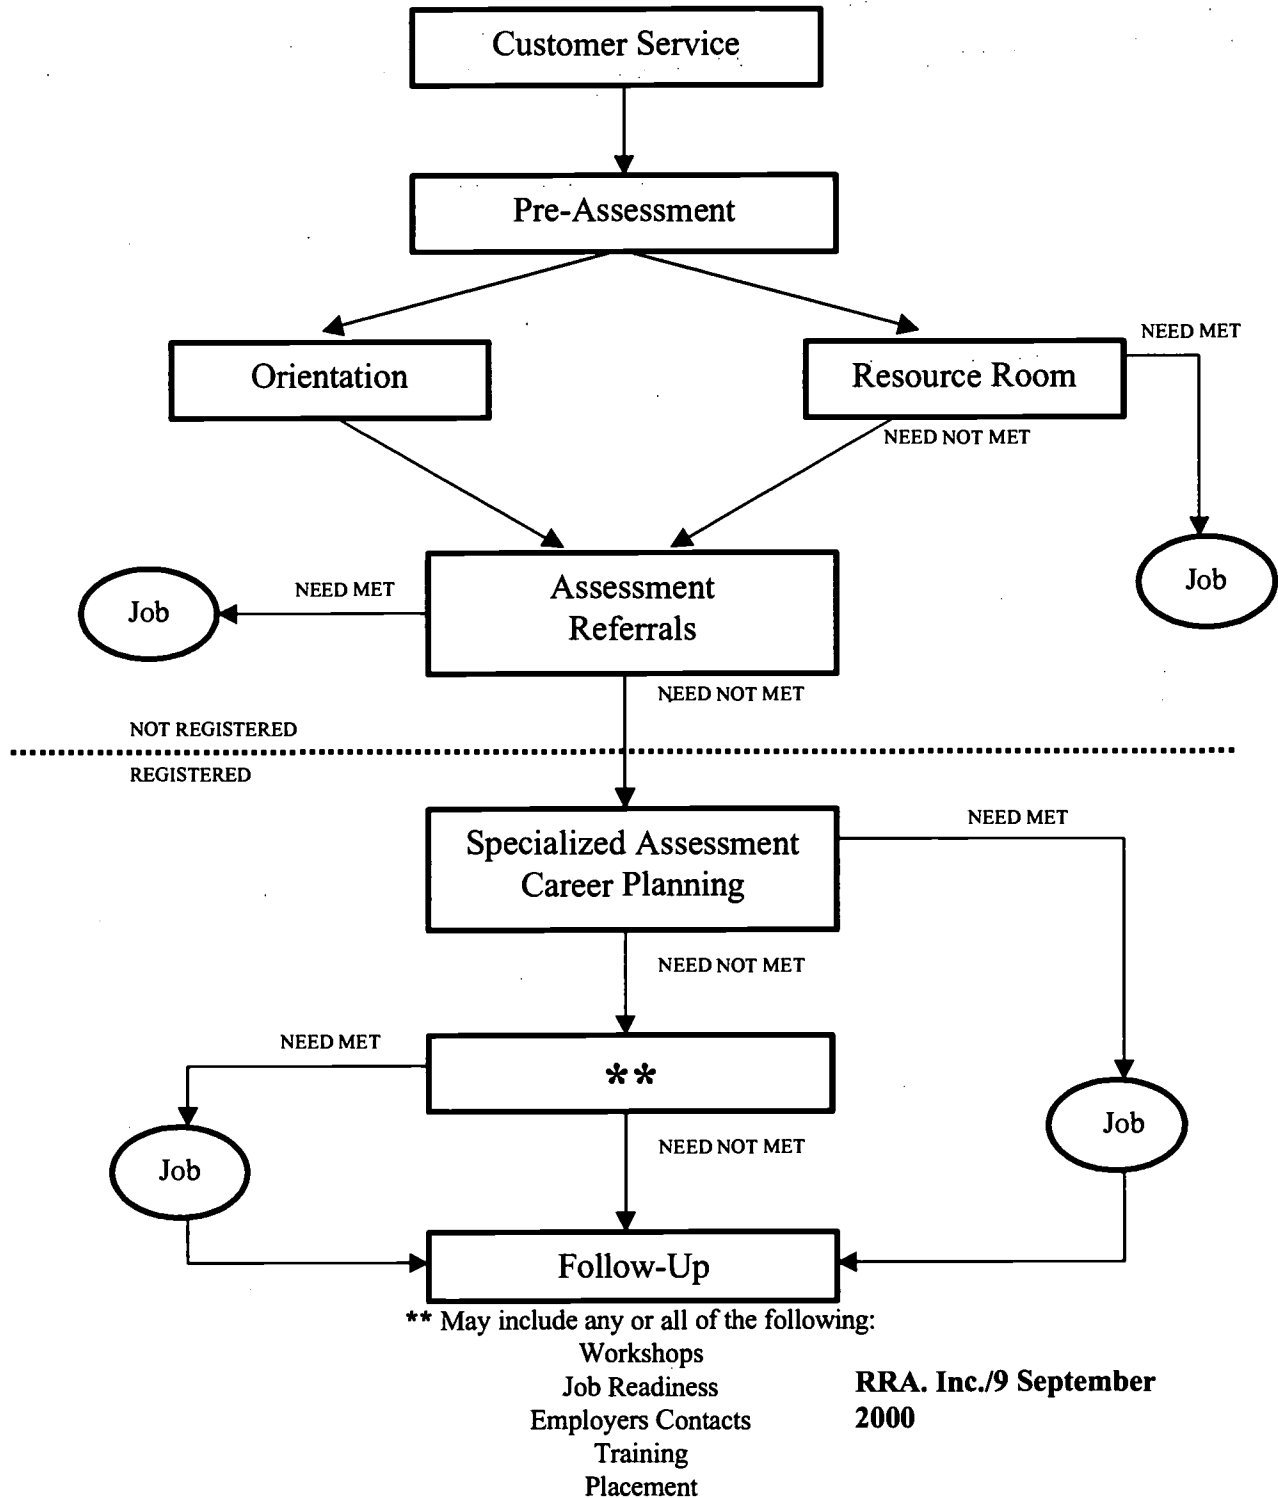 Customer Service
Pre-Assessment
Orientation
Resource Room
NEED MET
NEED NOT MET
Job
Job
NEED MET
Assessment
Referrals
NEED NOT MET
NOT REGISTERED
REGISTERED
Specialized Assessment
Career Planning
NEED MET
NEED NOT MET
NEED MET
**
Job
NEED NOT MET
Job
Follow-Up
** May include any or all of the following:
Workshops
Job Readiness
Employers Contacts
Training
Placement
RRA. Inc./9 September
2000